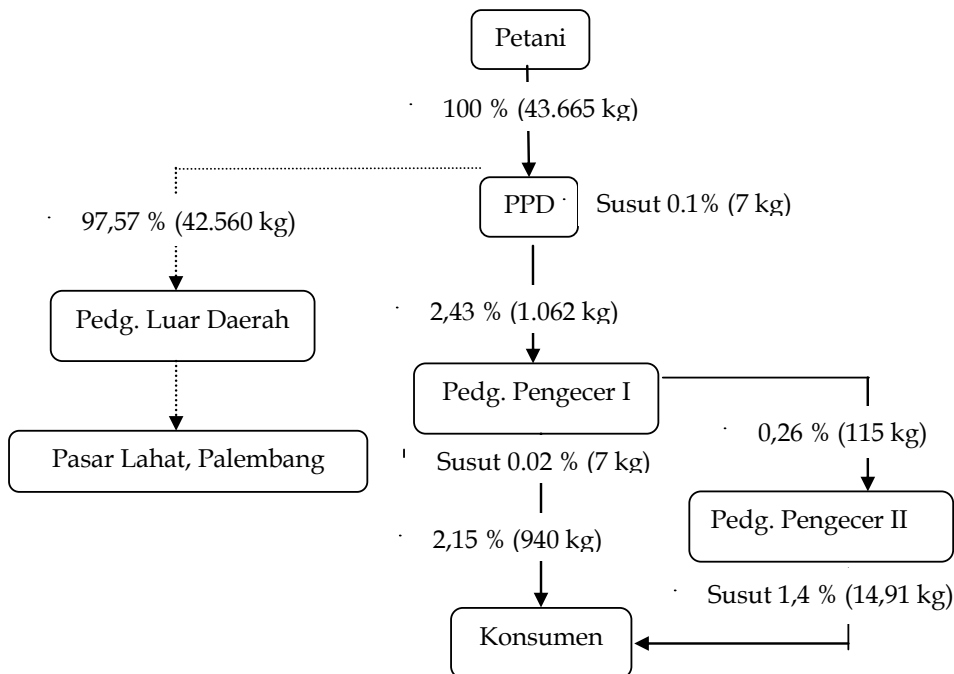 Petani
100 % (43.665 kg)
PPD
Susut 0.1% (7 kg)
97,57 % (42.560 kg)
Pedg. Luar Daerah
2,43 % (1.062 kg)
Pedg. Pengecer I
0,26 % (115 kg)
Pasar Lahat, Palembang
Susut 0.02 % (7 kg)
Pedg. Pengecer II
2,15 % (940 kg)
Susut 1,4 % (14,91 kg)
Konsumen